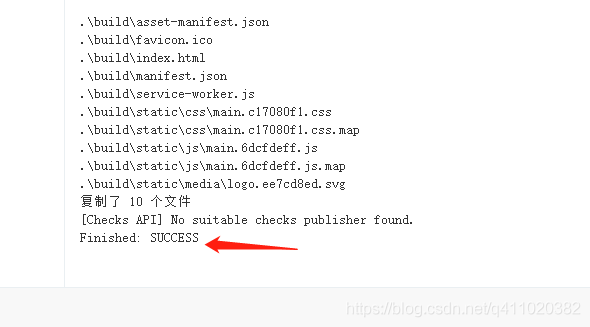 .\build\asset-manifest.json
.\build\favicon.ico
.\build\index.html
.\build\manifest.json
.\build\service-worker.js
.\build\static\css\main.c17080f1.css
.\build\static\css\main.c17080f1.css.map
.\build\static\js\main.6dcfdeff.js
.\build\static\js\main.6dcfdeff.js.map
.\build\static\media\logo.ee7cd8ed.svg
复制了 10 个文件
[Checks API] No suitable checks publisher found.
Finished: SUCCESS
https://blog.csdn.net/q411020382